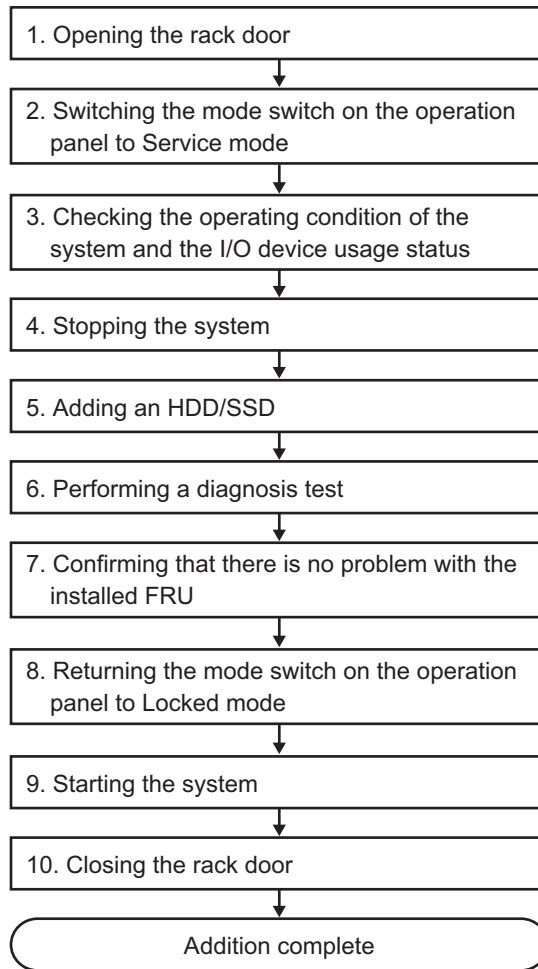 1. Opening the rack door
2. Switching the mode switch on the operation
panel to Service mode
3. Checking the operating condition of the
system and the I/O device usage status
4. Stopping the system
5. Adding an HDD/SSD
6. Performing a diagnosis test
7. Confirming that there is no problem with the
installed FRU
8. Returning the mode switch on the operation
panel to Locked mode
9. Starting the system
10. Closing the rack door
Addition complete